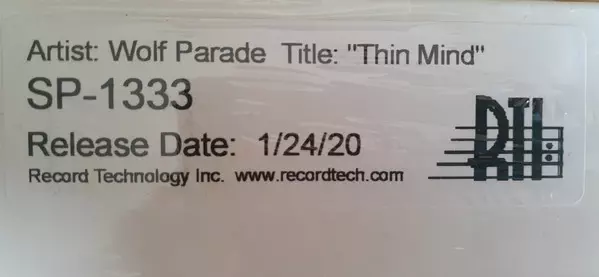 Artist: Wolf Parade Title: "Thin Mind"
SP-1333
Release Date: 1/24/20
Record Technology Inc. www.recordtech.com
RTI